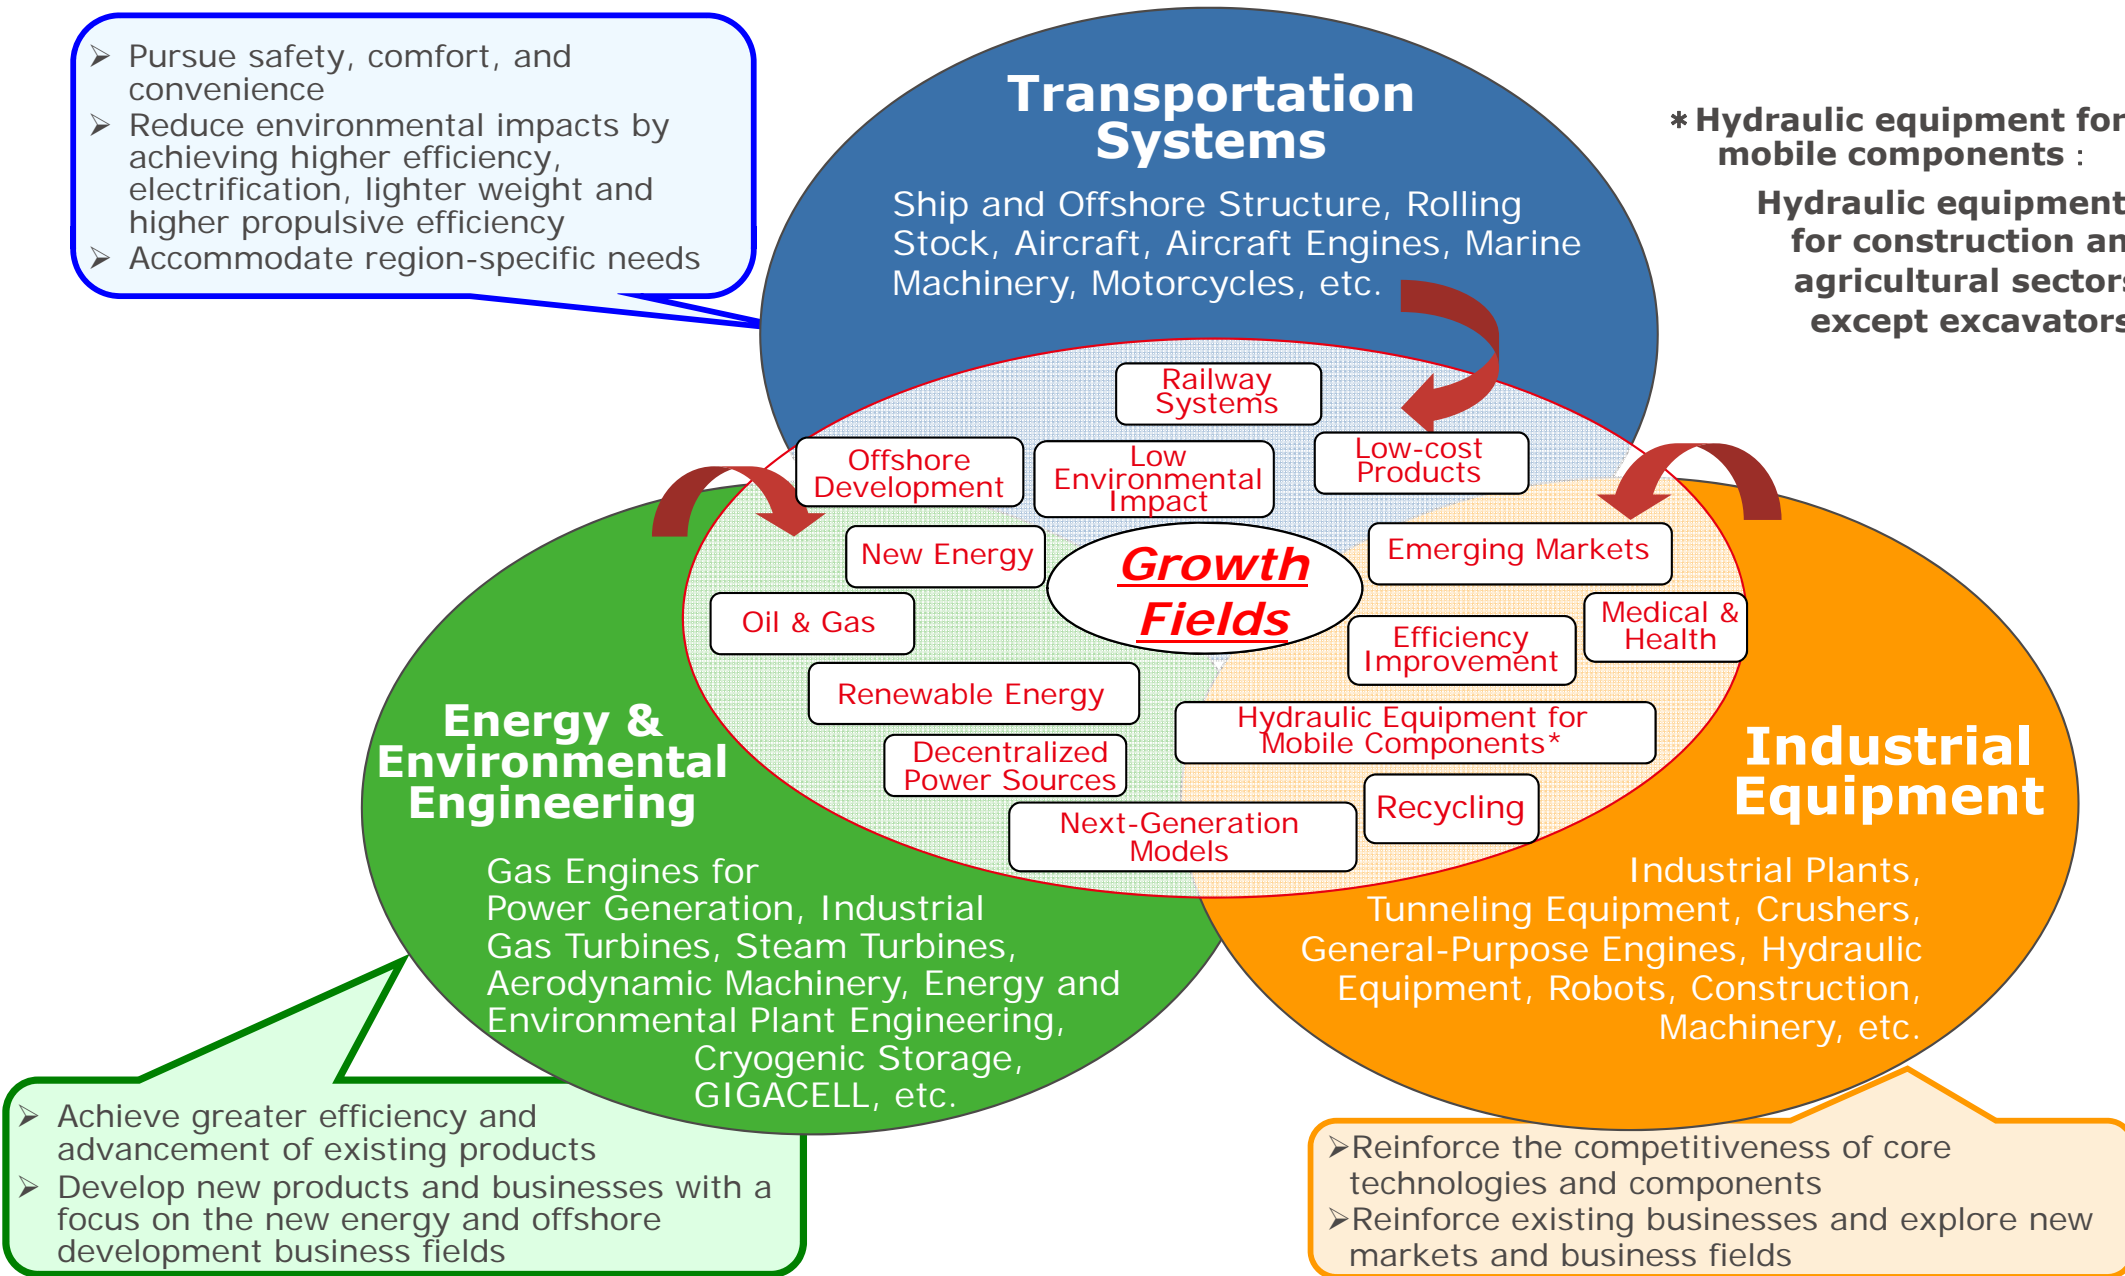 ➢ Pursue safety, comfort, and
convenience
➢ Reduce environmental impacts by
achieving higher efficiency,
electrification, lighter weight and
higher propulsive efficiency
➢ Accommodate region-specific needs
Transportation
Systems
Ship and Offshore Structure, Rolling
Stock, Aircraft, Aircraft Engines, Marine
Machinery, Motorcycles, etc.
*Hydraulic equipment for
mobile components :
Hydraulic equipment
for construction an
agricultural sectors
except excavators
Railway
Systems
Offshore
Development
Low
Environmental
Impact
Low-cost
Products
New Energy
Growth
Fields
Emerging Markets
Oil & Gas
Efficiency
Improvement
Medical &
Health
Renewable Energy
Hydraulic Equipment for
Mobile Components*
Decentralized
Power Sources
Recycling
Next-Generation
Models
Energy &
Environmental
Engineering
Gas Engines for
Power Generation, Industrial
Gas Turbines, Steam Turbines,
Aerodynamic Machinery, Energy and
Environmental Plant Engineering,
Cryogenic Storage,
GIGACELL, etc.
Industrial
Equipment
Industrial Plants,
Tunneling Equipment, Crushers,
General-Purpose Engines, Hydraulic
Equipment, Robots, Construction,
Machinery, etc.
➢ Achieve greater efficiency and
advancement of existing products
➢ Develop new products and businesses with a
focus on the new energy and offshore
development business fields
➢Reinforce the competitiveness of core
technologies and components
➢Reinforce existing businesses and explore new
markets and business fields